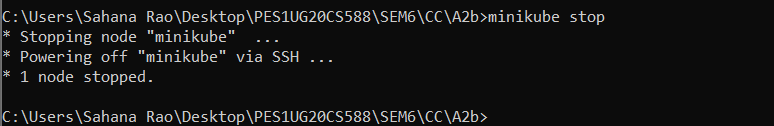 C:\Users\Sahana Rao\Desktop\PES1UG20CS588\SEM6\CC\A2b>minikube stop
* Stopping node "minikube"  ...
* Powering off "minikube" via SSH ...
* 1 node stopped.
C:\Users\Sahana Rao\Desktop\PES1UG20CS588\SEM6\CC\A2b>